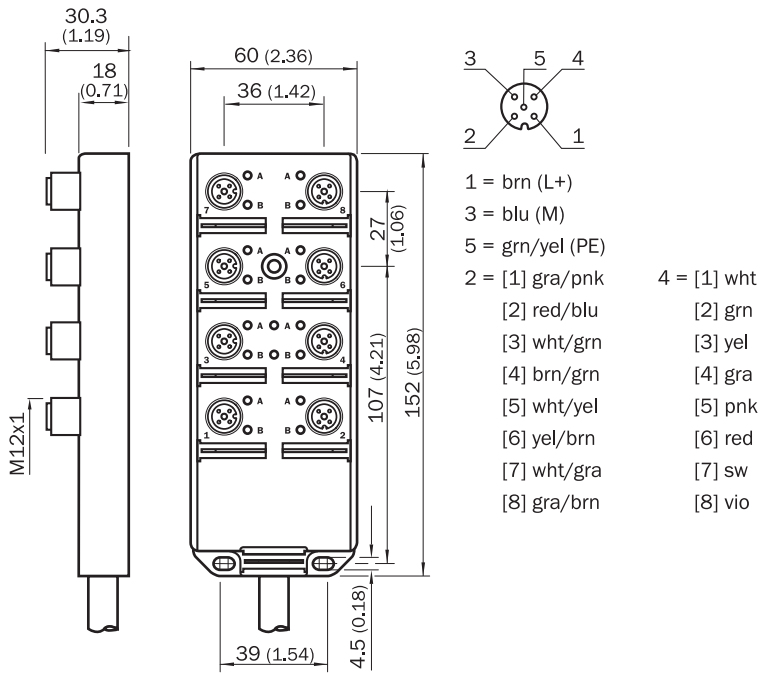 30.3
(1.19)
18
(0.71)
M12x1
60 (2.36)
36 (1.42)
7 A A 8
B B
5 A A 6
B B
3 A A 4
B B
1 A A 2
B B
27
(1.06)
107 (4.21)
152 (5.98)
4.5 (0.18)
39 (1.54)
3 5 4
2 1
1 = brn (L+)
3 = blu (M)
5 = grn/yel (PE)
2 = [1] gra/pnk 4 = [1] wht
[2] red/blu [2] grn
[3] wht/grn [3] yel
[4] brn/grn [4] gra
[5] wht/yel [5] pnk
[6] yel/brn [6] red
[7] wht/gra [7] sw
[8] gra/brn [8] vio